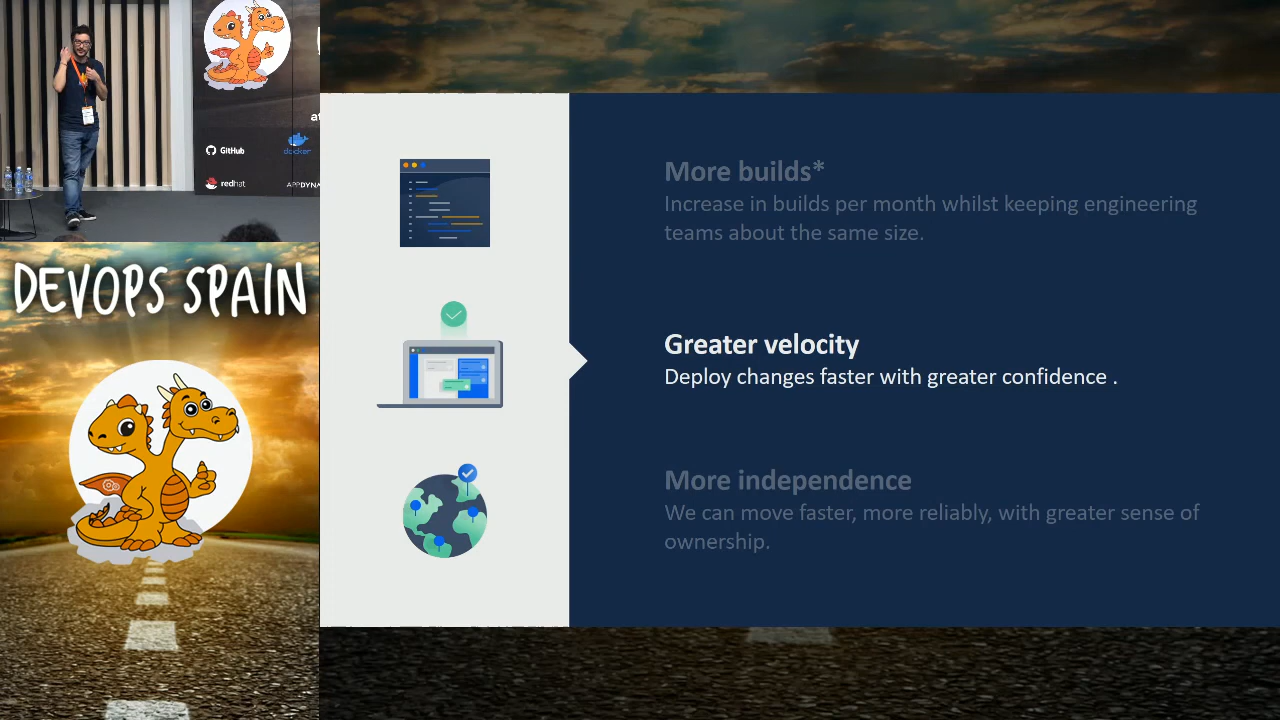 GitHub
docker
redhat
APPDYNA
DEVOPS SPAIN
More builds*
Increase in builds per month whilst keeping engineering
teams about the same size.
Greater velocity
Deploy changes faster with greater confidence .
More independence
We can move faster, more reliably, with greater sense of
ownership.